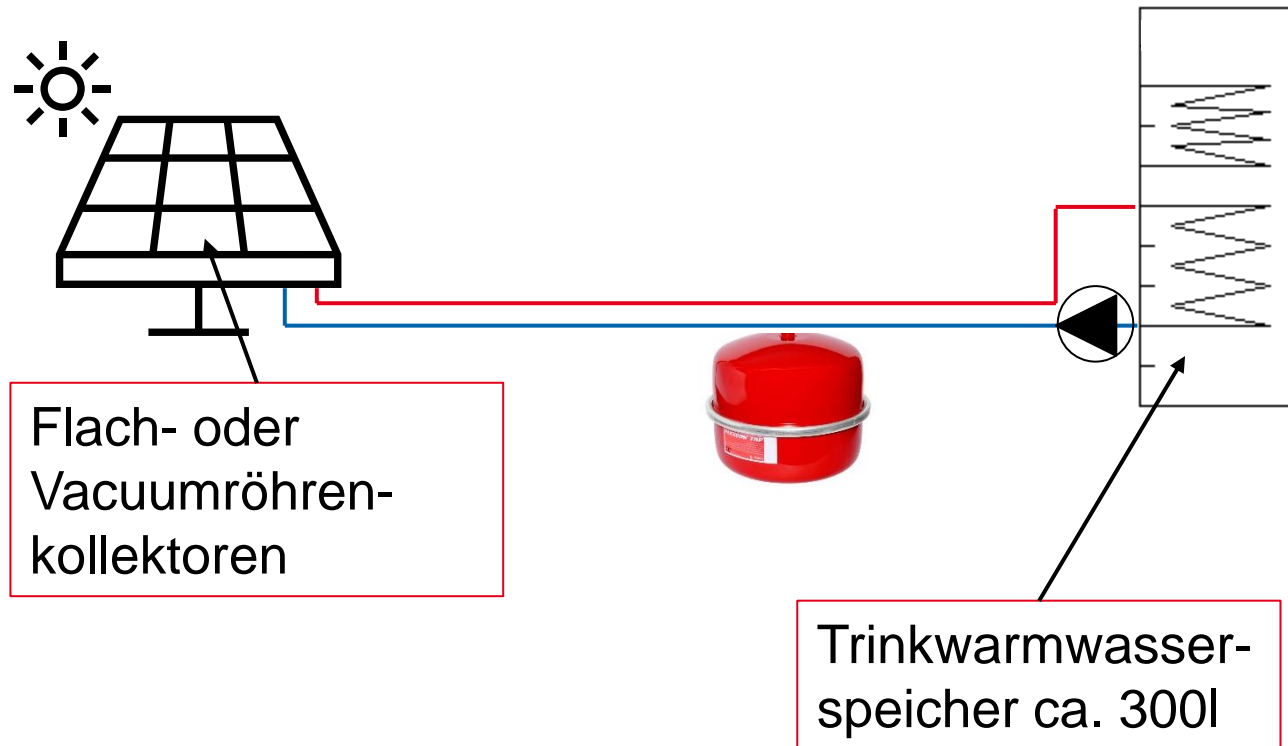 Flach- oder
Vacuumröhren-
kollektoren
Trinkwarmwasser-
speicher ca. 300l